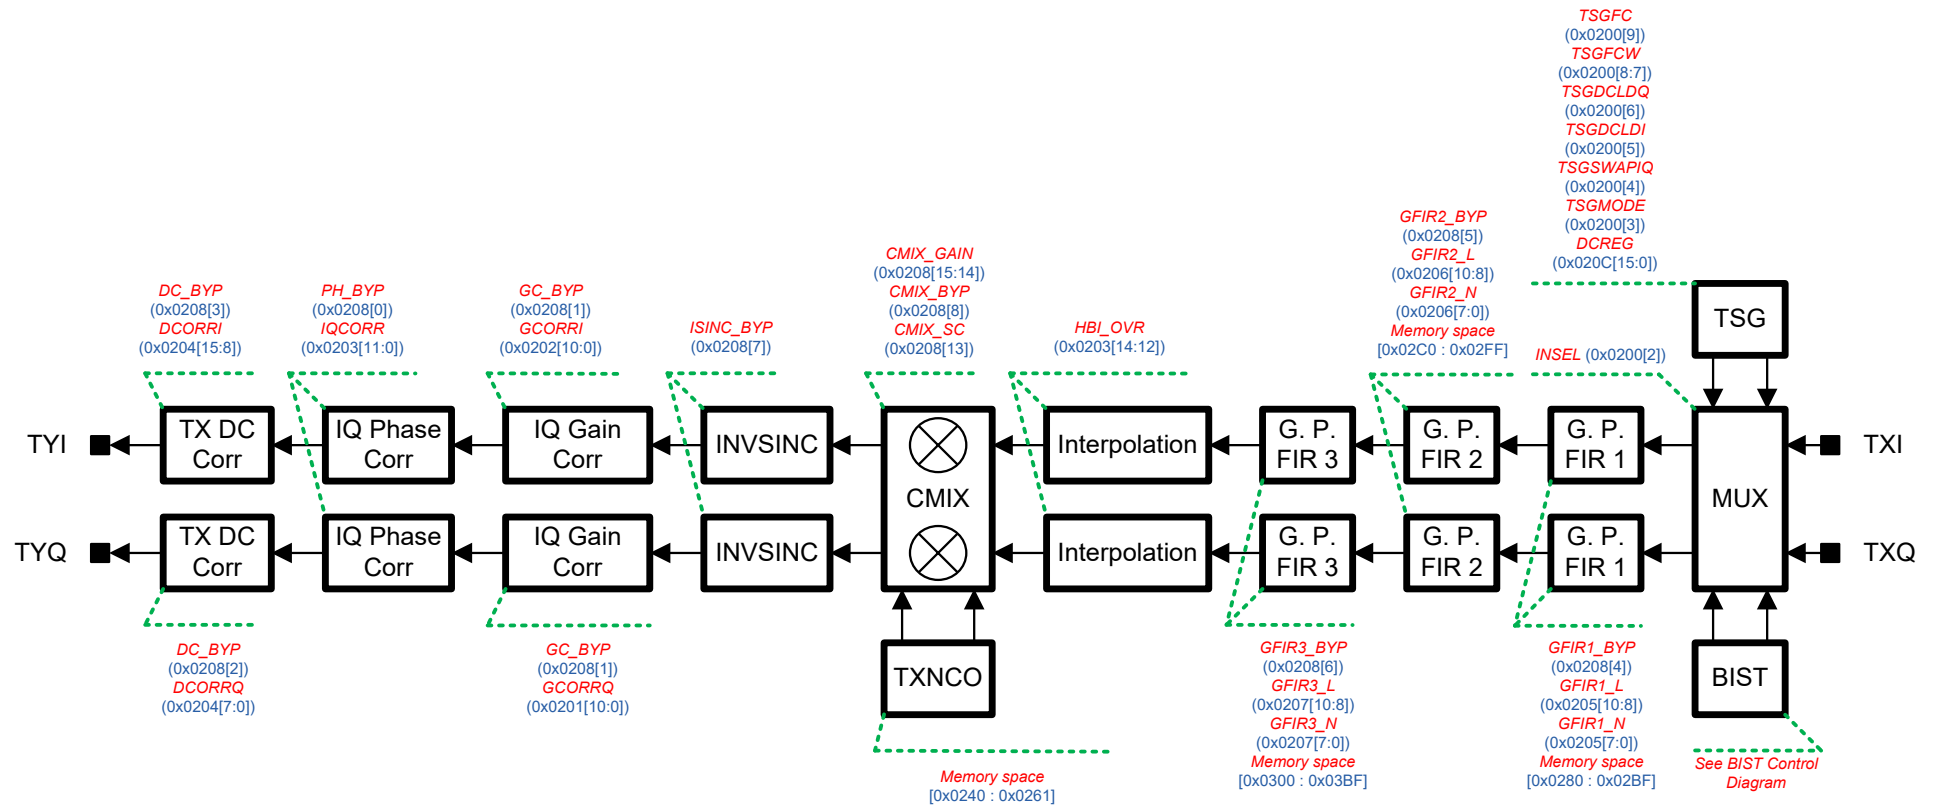 TSGFC
(0x0200[9])
TSGFCW
(0x0200[8:7])
TSGDCLDQ
(0x0200[6])
TSGDCLDI
(0x0200[5])
TSGSWAPIQ
(0x0200[4])
TSGMODE
(0x0200[3])
DCREG
(0x020C[15:0])
GFIR2_BYP
(0x0208[5])
GFIR2_L
(0x0206[10:8])
GFIR2_N
(0x0206[7:0])
Memory space
[0x02C0 : 0x02FF]
CMIX_GAIN
(0x0208[15:14])
CMIX_BYP
(0x0208[8])
CMIX_SC
(0x0208[13])
DC_BYP
(0x0208[3])
DCORRI
(0x0204[15:8])
PH_BYP
(0x0208[0])
IQCORR
(0x0203[11:0])
GC_BYP
(0x0208[1])
GCORRI
(0x0202[10:0])
ISINC_BYP
(0x0208[7])
HBI_OVR
(0x0203[14:12])
INSEL (0x0200[2])
TSG
TYI
TX DC
Corr
IQ Phase
Corr
IQ Gain
Corr
INVSINC
CMIX
Interpolation
G. P.
FIR 3
G. P.
FIR 2
G. P.
FIR 1
MUX
TXI
TYQ
TX DC
Corr
IQ Phase
Corr
IQ Gain
Corr
INVSINC
Interpolation
G. P.
FIR 3
G. P.
FIR 2
G. P.
FIR 1
TXQ
DC_BYP
(0x0208[2])
DCORRQ
(0x0204[7:0])
GC_BYP
(0x0208[1])
GCORRQ
(0x0201[10:0])
TXNCO
Memory space
[0x0240 : 0x0261]
GFIR3_BYP
(0x0208[6])
GFIR3_L
(0x0207[10:8])
GFIR3_N
(0x0207[7:0])
Memory space
[0x0300 : 0x03BF]
GFIR1_BYP
(0x0208[4])
GFIR1_L
(0x0205[10:8])
GFIR1_N
(0x0205[7:0])
Memory space
[0x0280 : 0x02BF]
BIST
See BIST Control
Diagram